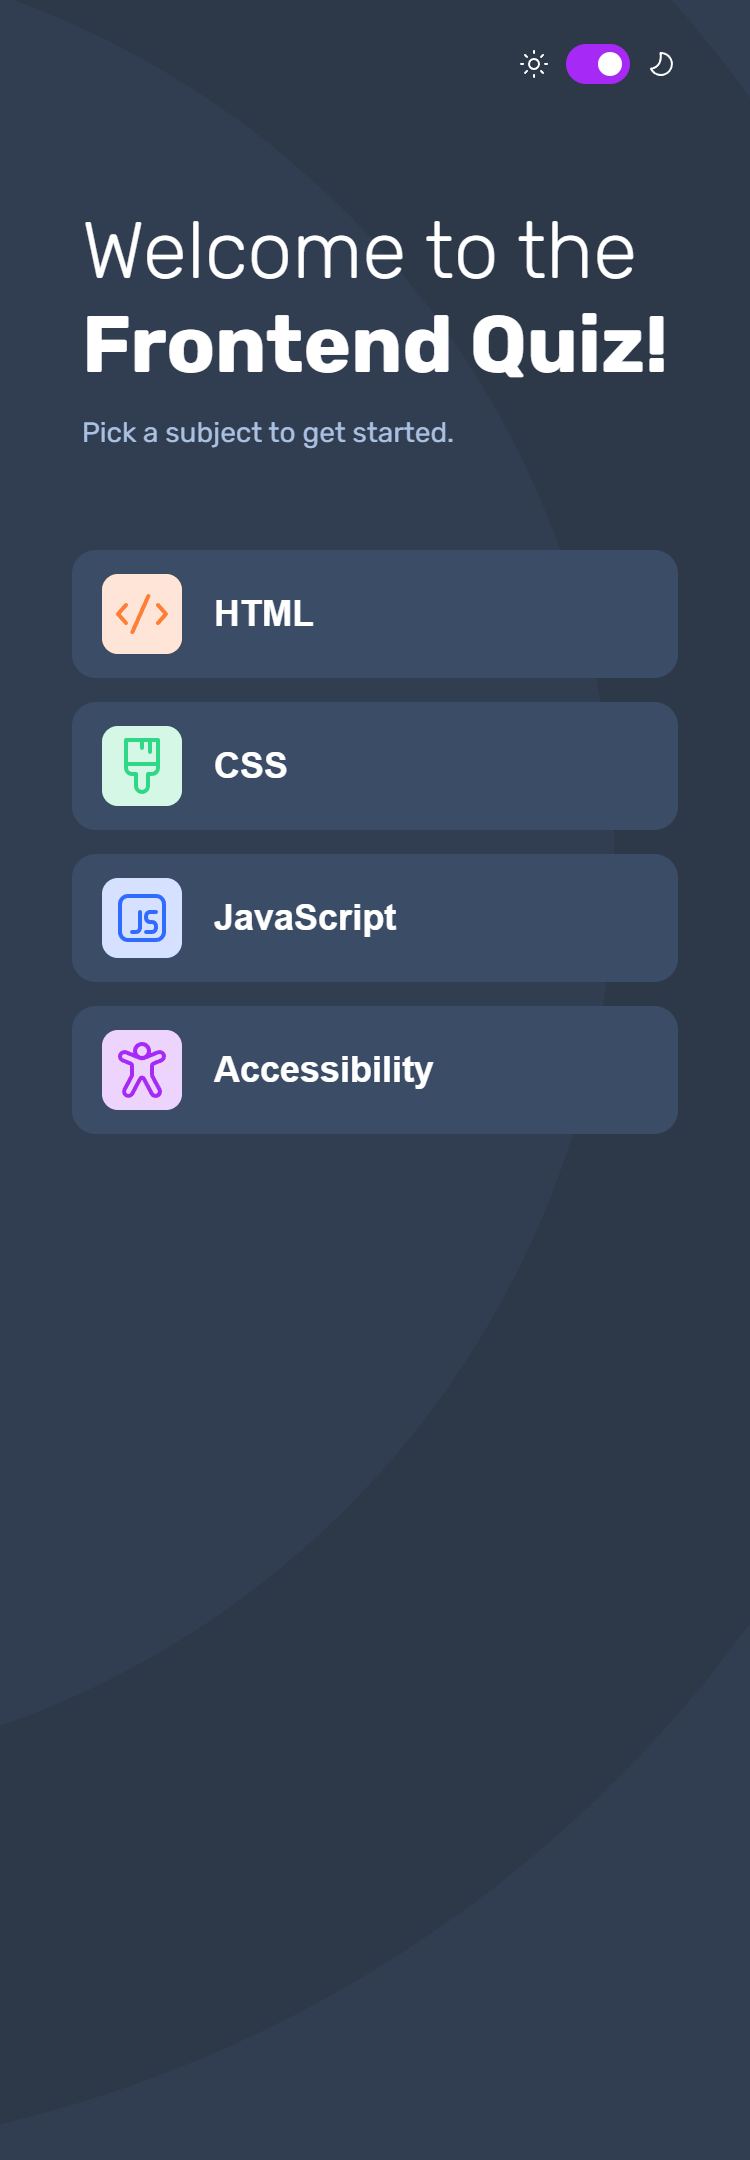 Welcome to the
Frontend Quiz!
Pick a subject to get started.
HTML
CSS
JS
JavaScript
Accessibility